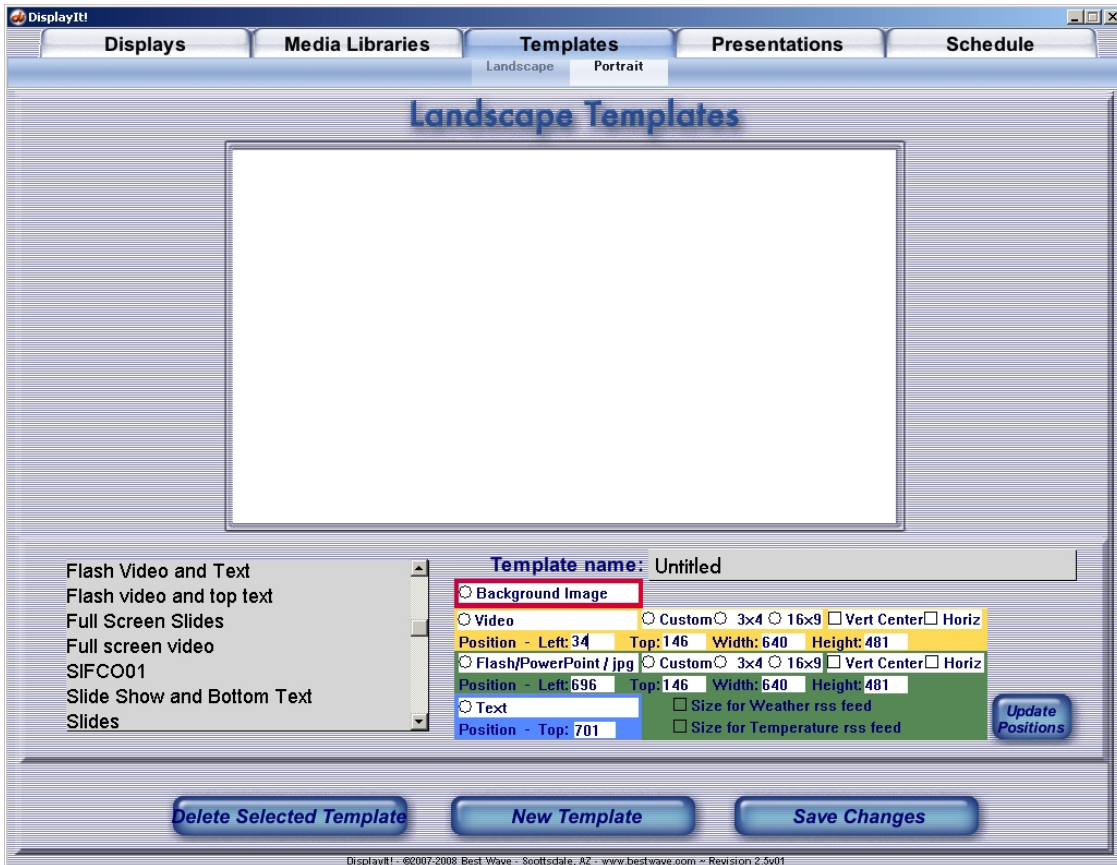 DisplayIt!
Displays Media Libraries Templates Presentations Schedule
Landscape Portrait
Landscape Templates
Flash Video and Text
Flash video and top text
Full Screen Slides
Full screen video
SIFCO01
Slide Show and Bottom Text
Slides
Template name: Untitled
Background Image
Video Custom 3x4 16x9 Vert Center Horiz
Position - Left: 34 Top: 146 Width: 640 Height: 481
Flash/PowerPoint / jpg Custom 3x4 16x9 Vert Center Horiz
Position - Left: 696 Top: 146 Width: 640 Height: 481
Text Size for Weather rss feed
Position - Top: 701 Size for Temperature rss feed
Update
Positions
Delete Selected Template New Template Save Changes
DisplayIt! - ©2007-2008 Best Wave - Scottsdale, AZ - www.bestwave.com ~ Revision 2.5v01